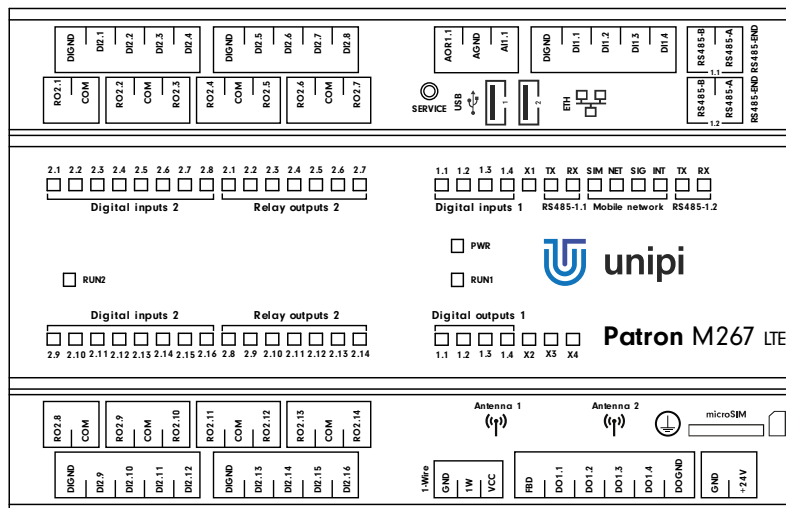 DIGND DI2.1 DI2.2 DI2.3 DI2.4 DIGND DI2.5 DI2.6 DI2.7 DI2.8 AOR1.1 AGND AI1.1 DIGND DI1.1 DI1.2 DI1.3 DI1.4 RS485-B RS485-A RS485-END
1.1
RO2.1 COM RO2.2 COM RO2.3 RO2.4 COM RO2.5 RO2.6 COM RO2.7 SERVICE USB 1 2 ETH RS485-B RS485-A RS485-END
1.2
2.1 2.2 2.3 2.4 2.5 2.6 2.7 2.8 2.1 2.2 2.3 2.4 2.5 2.6 2.7 1.1 1.2 1.3 1.4 X1 TX RX SIM NET SIG INT TX RX
Digital inputs 2 Relay outputs 2 Digital inputs 1 RS485-1.1 Mobile network RS485-1.2
PWR
RUN2 RUN1
unipi
Digital inputs 2 Relay outputs 2 Digital outputs 1
Patron M267 LTE
2.9 2.10 2.11 2.12 2.13 2.14 2.15 2.16 2.8 2.9 2.10 2.11 2.12 2.13 2.14 1.1 1.2 1.3 1.4 X2 X3 X4
RO2.8 COM RO2.9 COM RO2.10 RO2.11 COM RO2.12 RO2.13 COM RO2.14 Antenna 1 Antenna 2 microSIM
DIGND DI2.9 DI2.10 DI2.11 DI2.12 DIGND DI2.13 DI2.14 DI2.15 DI2.16 1-Wire GND 1W VCC FBD DO1.1 DO1.2 DO1.3 DO1.4 DOGND GND +24V